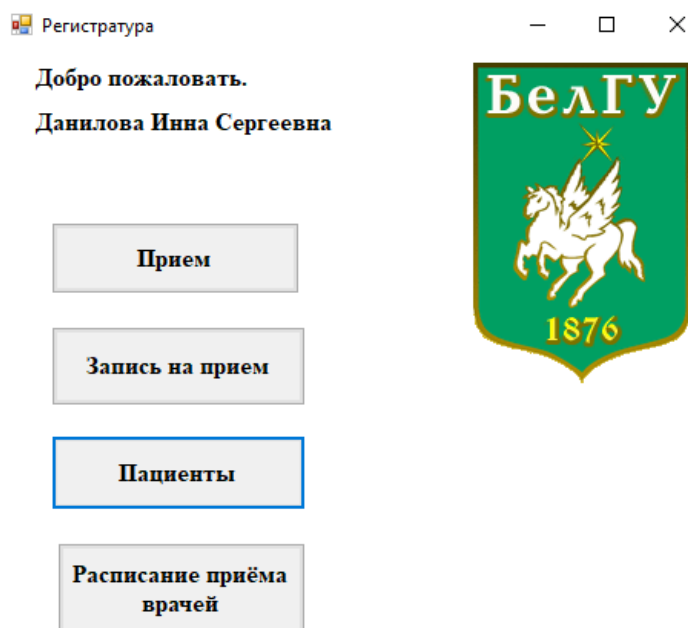 Регистратура
Добро пожаловать.
Данилова Инна Сергеевна
БелГУ
1876
Прием
Запись на прием
Пациенты
Расписание приёма
врачей